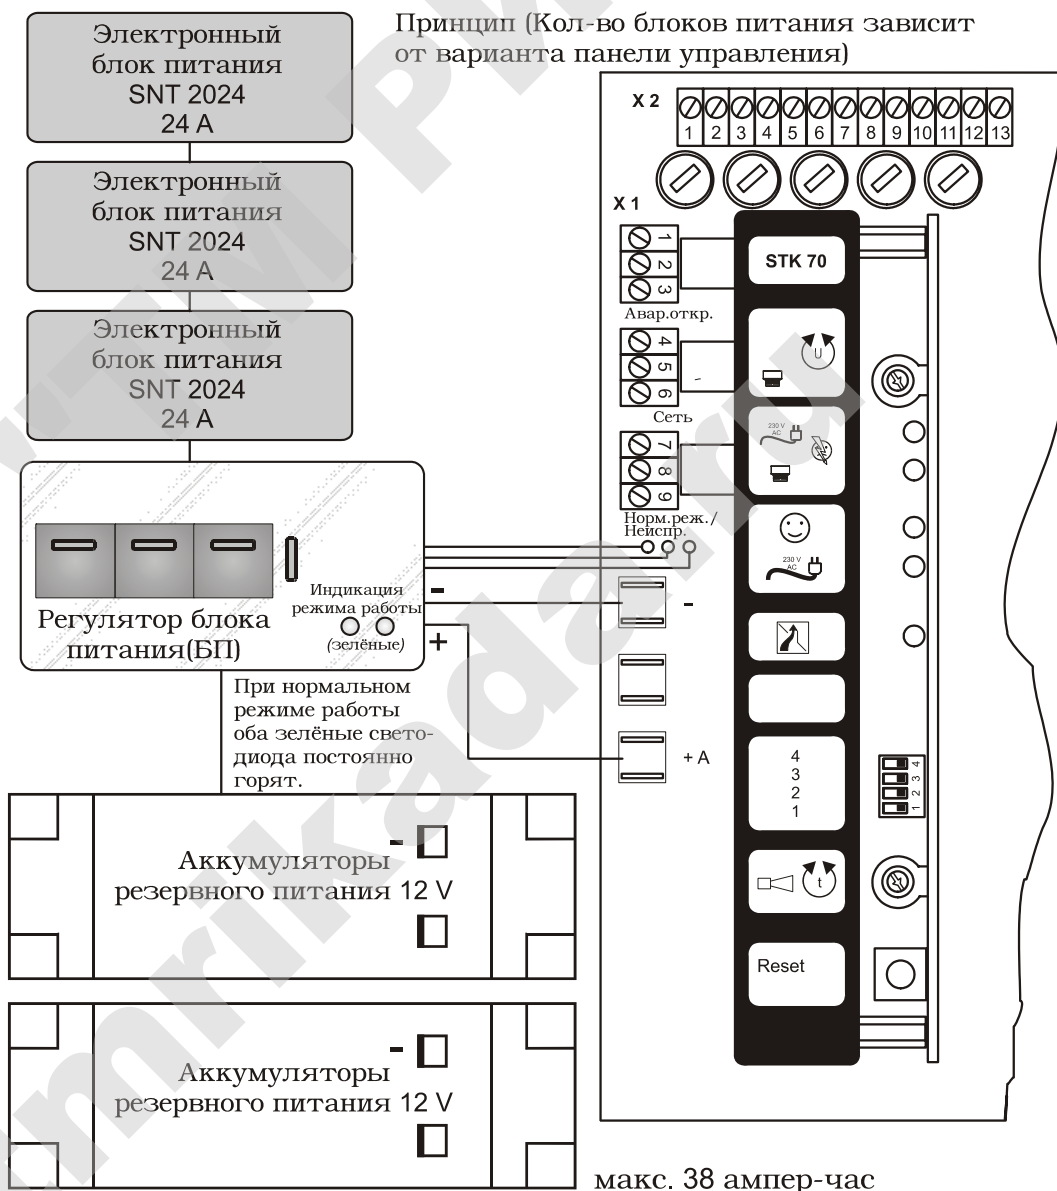 Принцип (Кол-во блоков питания зависит
от варианта панели управления)
Электронный
блок питания
SNT 2024
24 A
Электронный
блок питания
SNT 2024
24 A
Электронный
блок питания
SNT 2024
24 A
Регулятор блока
питания(БП)
Индикация
режима работы
(зелёные)
-
+
При нормальном
режиме работы
оба зелёные свето-
диода постоянно
горят.
Аккумуляторы
резервного питания 12 V
-
Аккумуляторы
резервного питания 12 V
-
макс. 38 ампер-час
X 2
1 2 3 4 5 6 7 8 9 10 11 12 13
X 1
1
2
3
Авар.откр.
4
5
6
Сеть
7
8
9
Норм.реж./
Неиспр.
-
+ A
STK 70
U
230 V
AC
230 V
AC
4
3
2
1
t
Reset
1 2 3 4
mrikada.ru